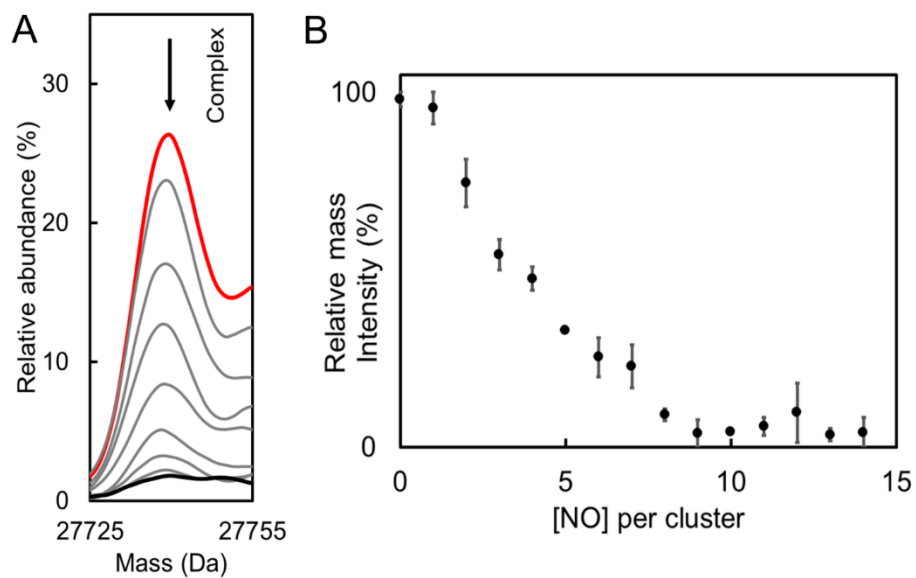 A
B
Complex
Relative abundance (%)
30
20
10
0
27725
27755
Mass (Da)
Relative mass
Intensity (%)
100
0
0
5
10
15
[NO] per cluster